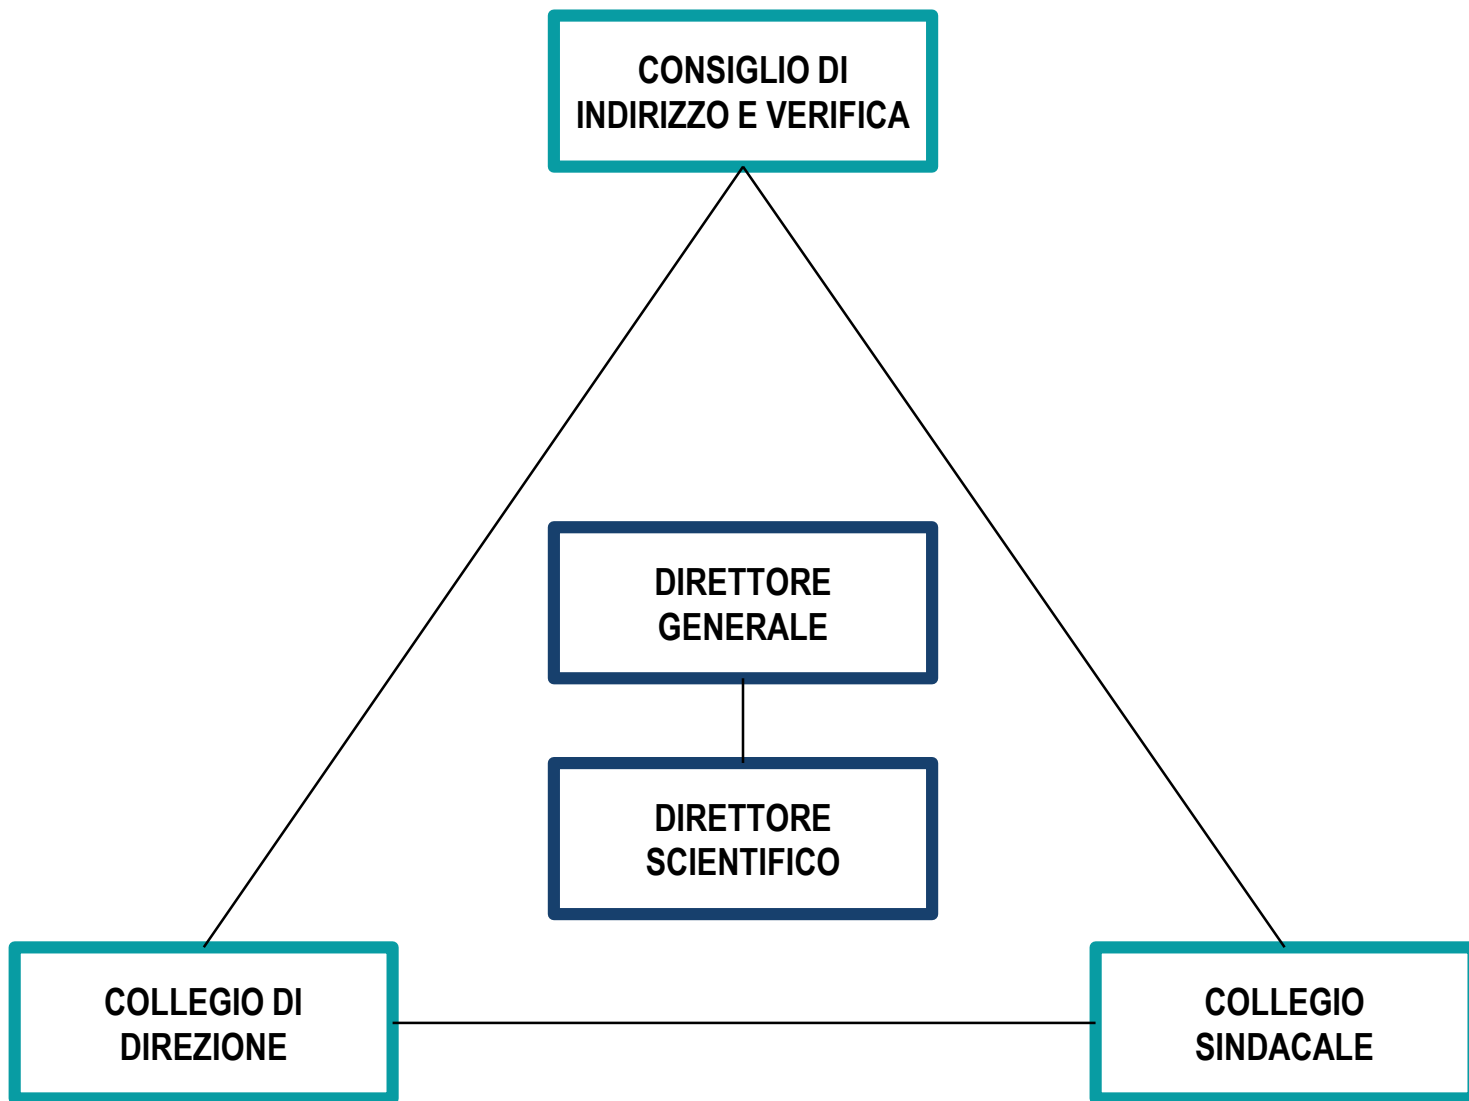 CONSIGLIO DI
INDIRIZZO E VERIFICA
DIRETTORE
GENERALE
DIRETTORE
SCIENTIFICO
COLLEGIO DI
DIREZIONE
COLLEGIO
SINDACALE